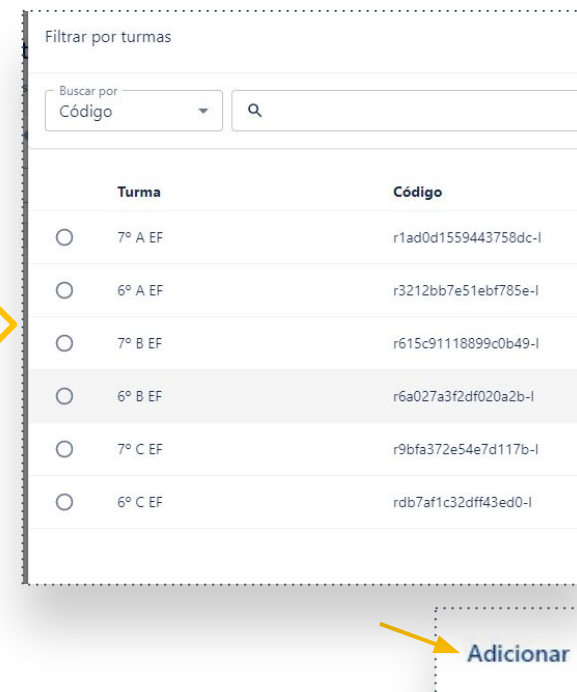 Filtrar por turmas
Buscar por
Código
Turma Código
7º A EF r1ad0d1559443758dc-l
6º A EF r3212bb7e51ebf785e-l
7º B EF r615c91118899c0b49-l
6º B EF r6a027a3f2df020a2b-l
7º C EF r9bfa372e54e7d117b-l
6º C EF rdb7af1c32dff43ed0-l
Adicionar